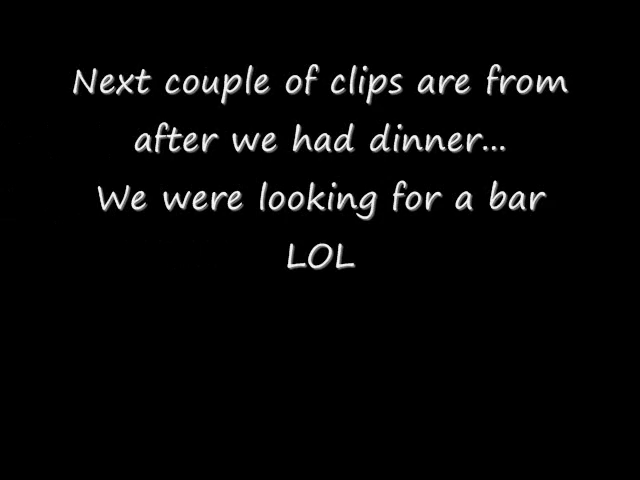 Next couple of clips are from
after we had dinner...
We were looking for a bar
LOL